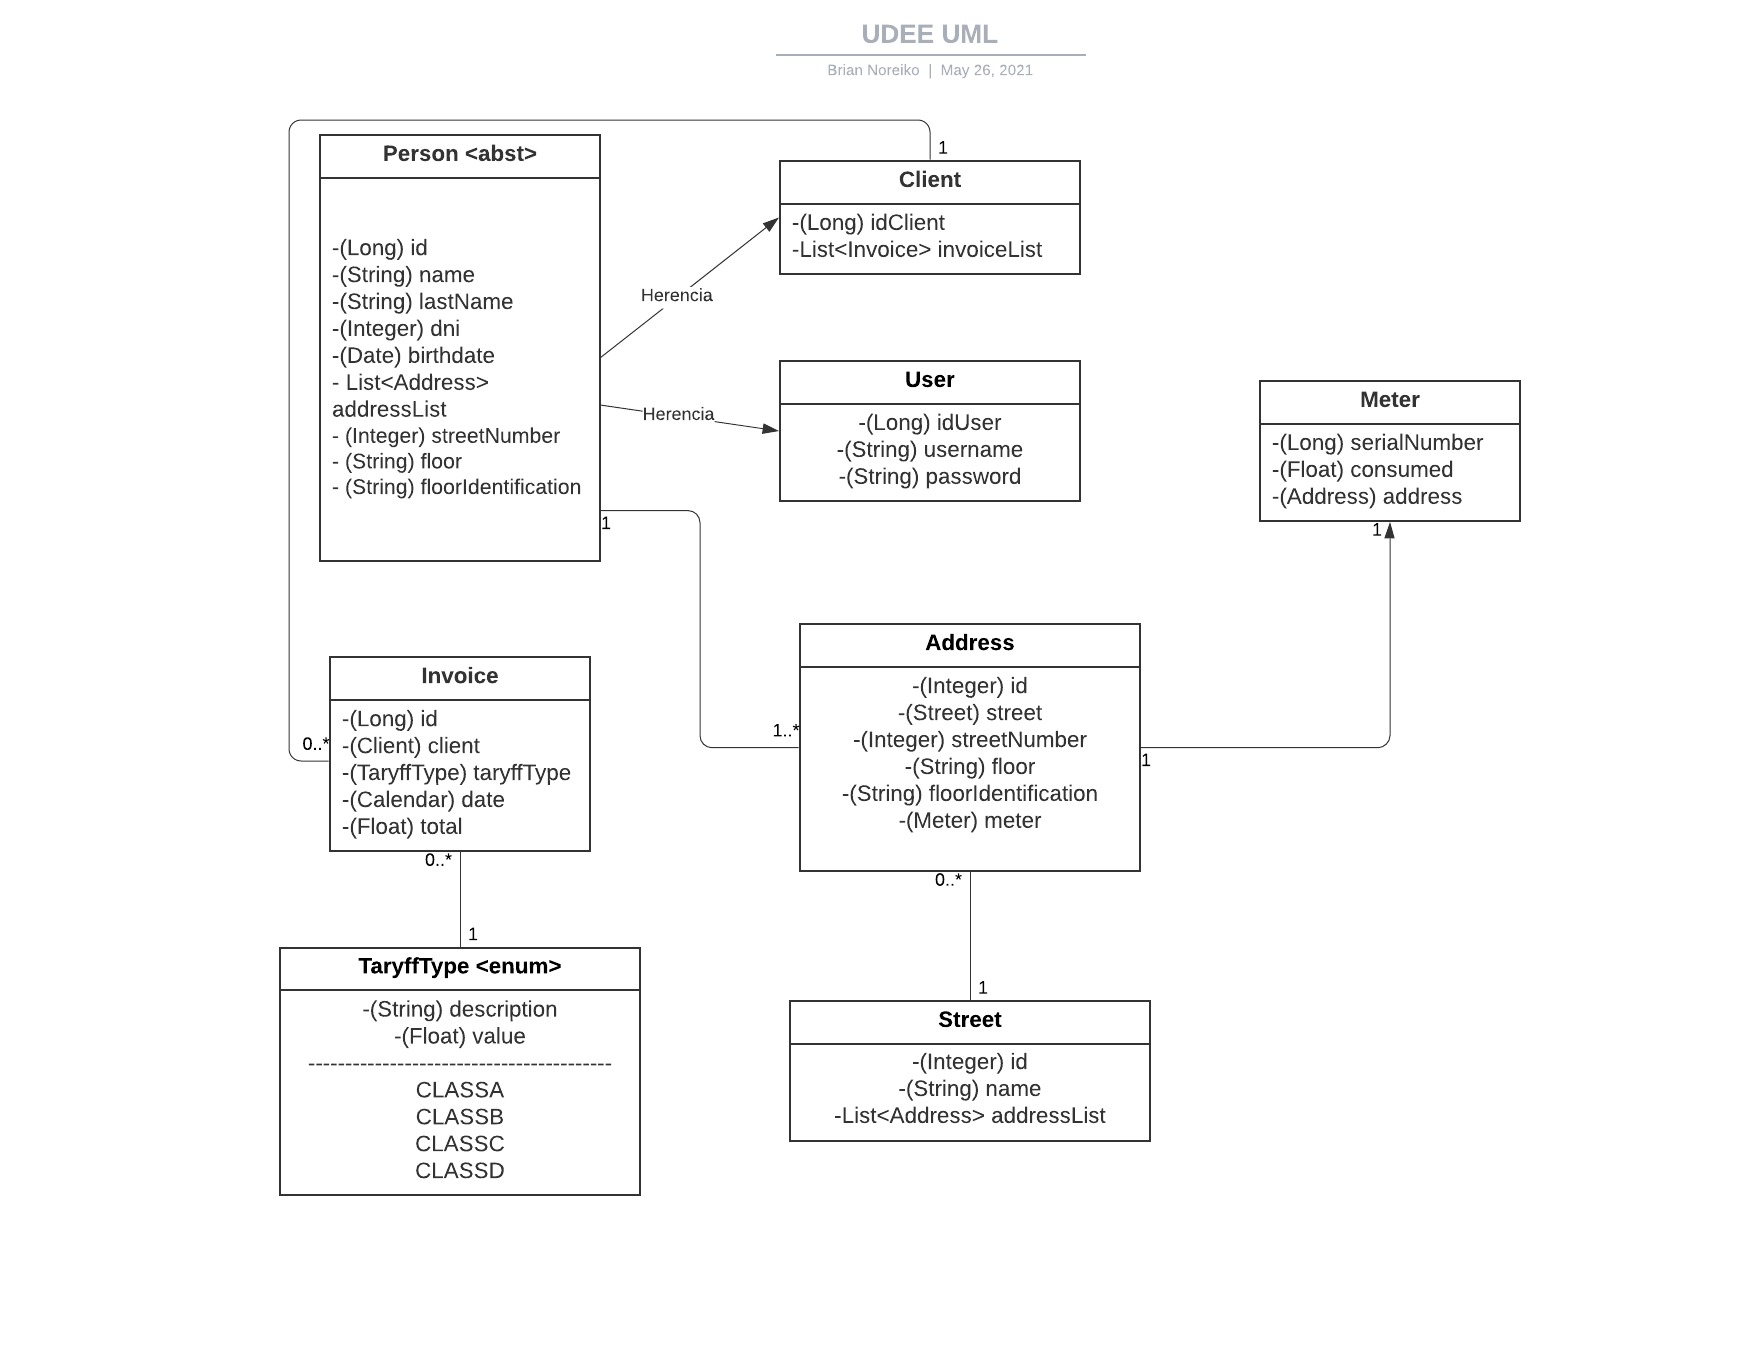 UDEE UML
Brian Noreiko | May 26, 2021
Person <abst>
-(Long) id
-(String) name
-(String) lastName
-(Integer) dni
-(Date) birthdate
- List<Address>
addressList
- (Integer) streetNumber
- (String) floor
- (String) floorIdentification
1
Client
-(Long) idClient
-List<Invoice> invoiceList
Herencia
User
-(Long) idUser
-(String) username
-(String) password
Herencia
Meter
-(Long) serialNumber
-(Float) consumed
-(Address) address
1
1
Address
-(Integer) id
-(Street) street
-(Integer) streetNumber
-(String) floor
-(String) floorIdentification
-(Meter) meter
1..*
1
0..*
Invoice
-(Long) id
-(Client) client
-(TaryffType) taryffType
-(Calendar) date
-(Float) total
0..*
0..*
1
TaryffType <enum>
-(String) description
-(Float) value
-----------------------------------------
CLASSA
CLASSB
CLASSC
CLASSD
1
Street
-(Integer) id
-(String) name
-List<Address> addressList